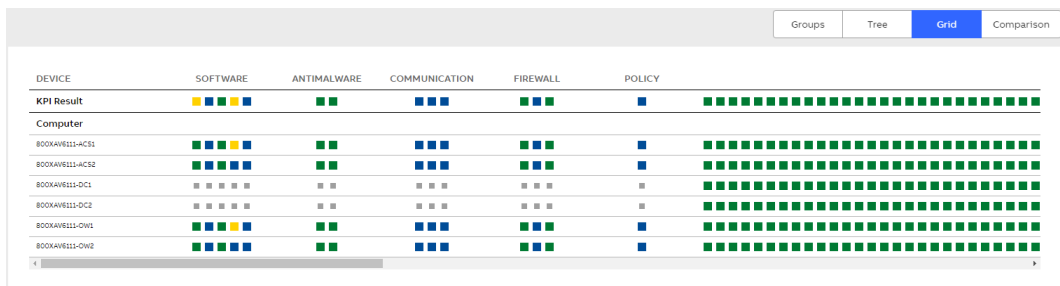 Groups Tree Grid Comparison
DEVICE SOFTWARE ANTIMALWARE COMMUNICATION FIREWALL POLICY
KPI Result
Computer
800XAV6111-ACS1
800XAV6111-ACS2
800XAV6111-DC1
800XAV6111-DC2
800XAV6111-OW1
800XAV6111-OW2